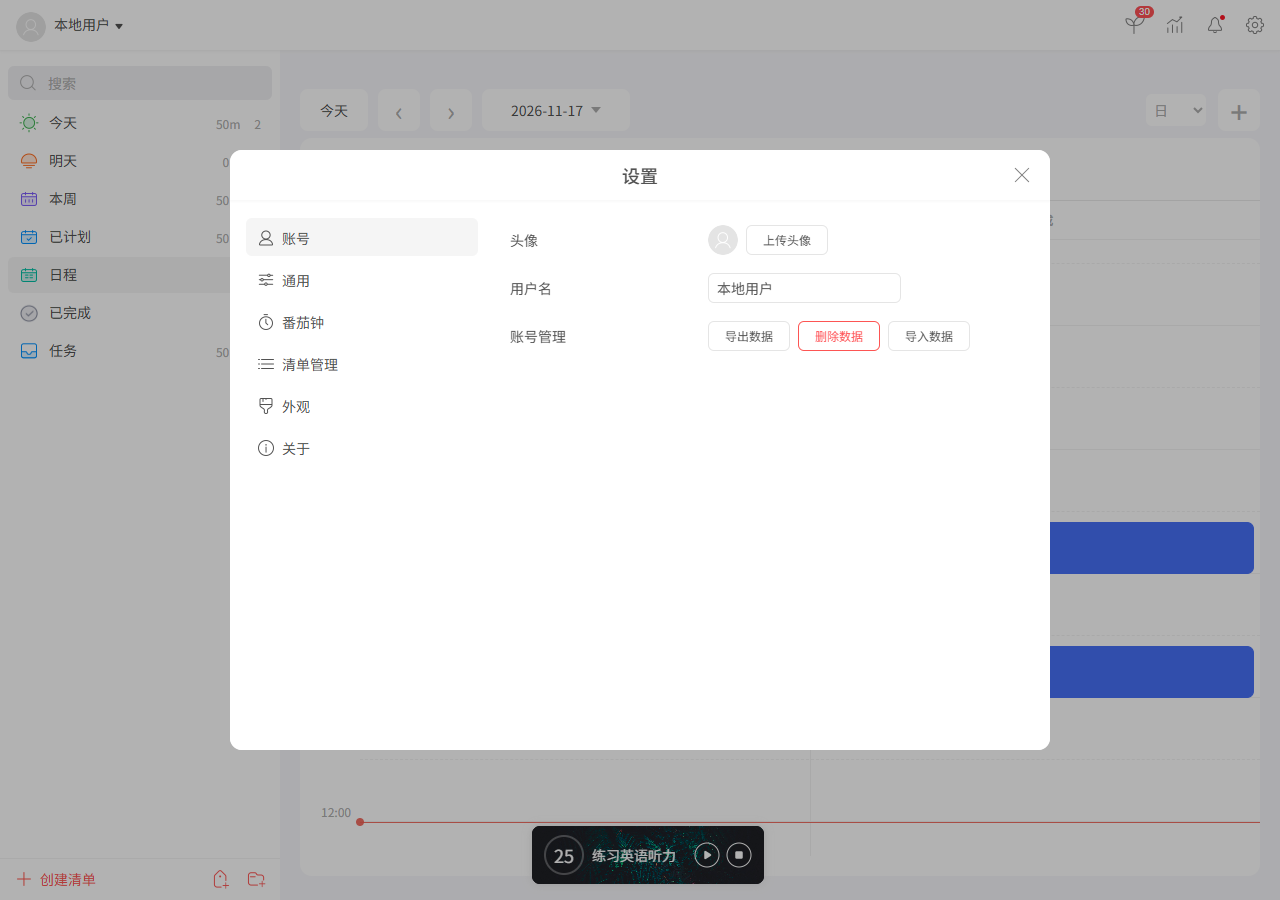 本地用户
30
搜索
今天
50m 2
明天
0
本周
50
已计划
50
日程
已完成
任务
50
创建清单
今天
2026-11-17
日
设置
账号
通用
番茄钟
清单管理
外观
关于
头像
上传头像
用户名
本地用户
账号管理
导出数据 删除数据 导入数据
12:00
25 练习英语听力